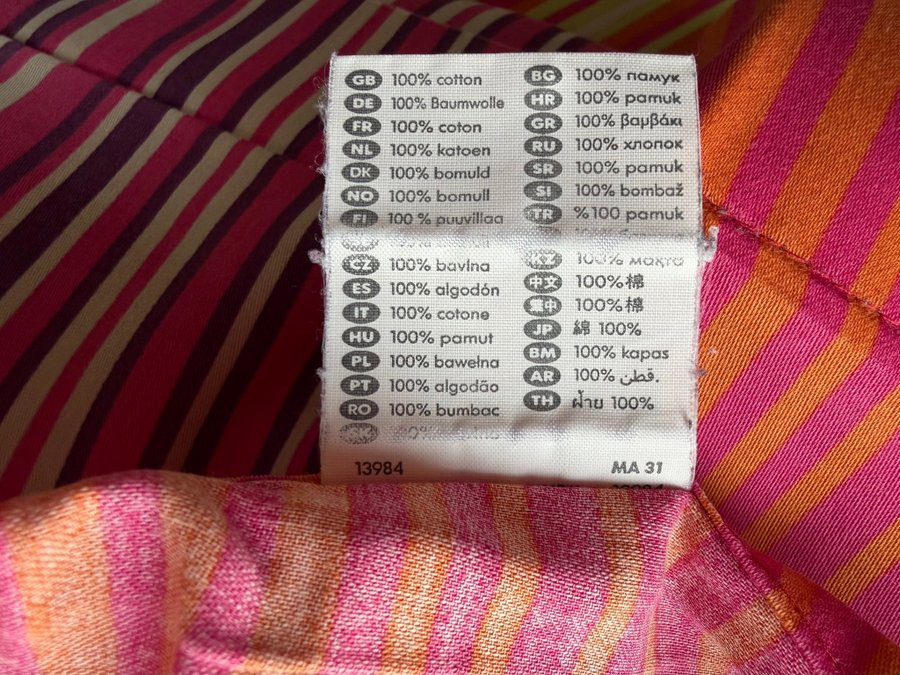 GB 100% cotton
DE 100% Baumwolle
FR 100% coton
NL 100% katoen
DK 100% bomuld
NO 100% bomull
FI 100 % puuvillaa
CZ 100% bavlna
ES 100% algodón
IT 100% cotone
HU 100% pamut
PL 100% bawełna
PT 100% algodão
RO 100% bumbac
BG 100% памук
HR 100% pamuk
GR 100% βαμβάκι
RU 100% хлопок
SR 100% pamuk
SI 100% bombaž
TR %100 pamuk
KZ 100% мақта
中文 100%棉
集中 100%棉
JP 綿 100%
BM 100% kapas
AR 100% قطن.
TH ฝ้าย 100%
13984
MA 31